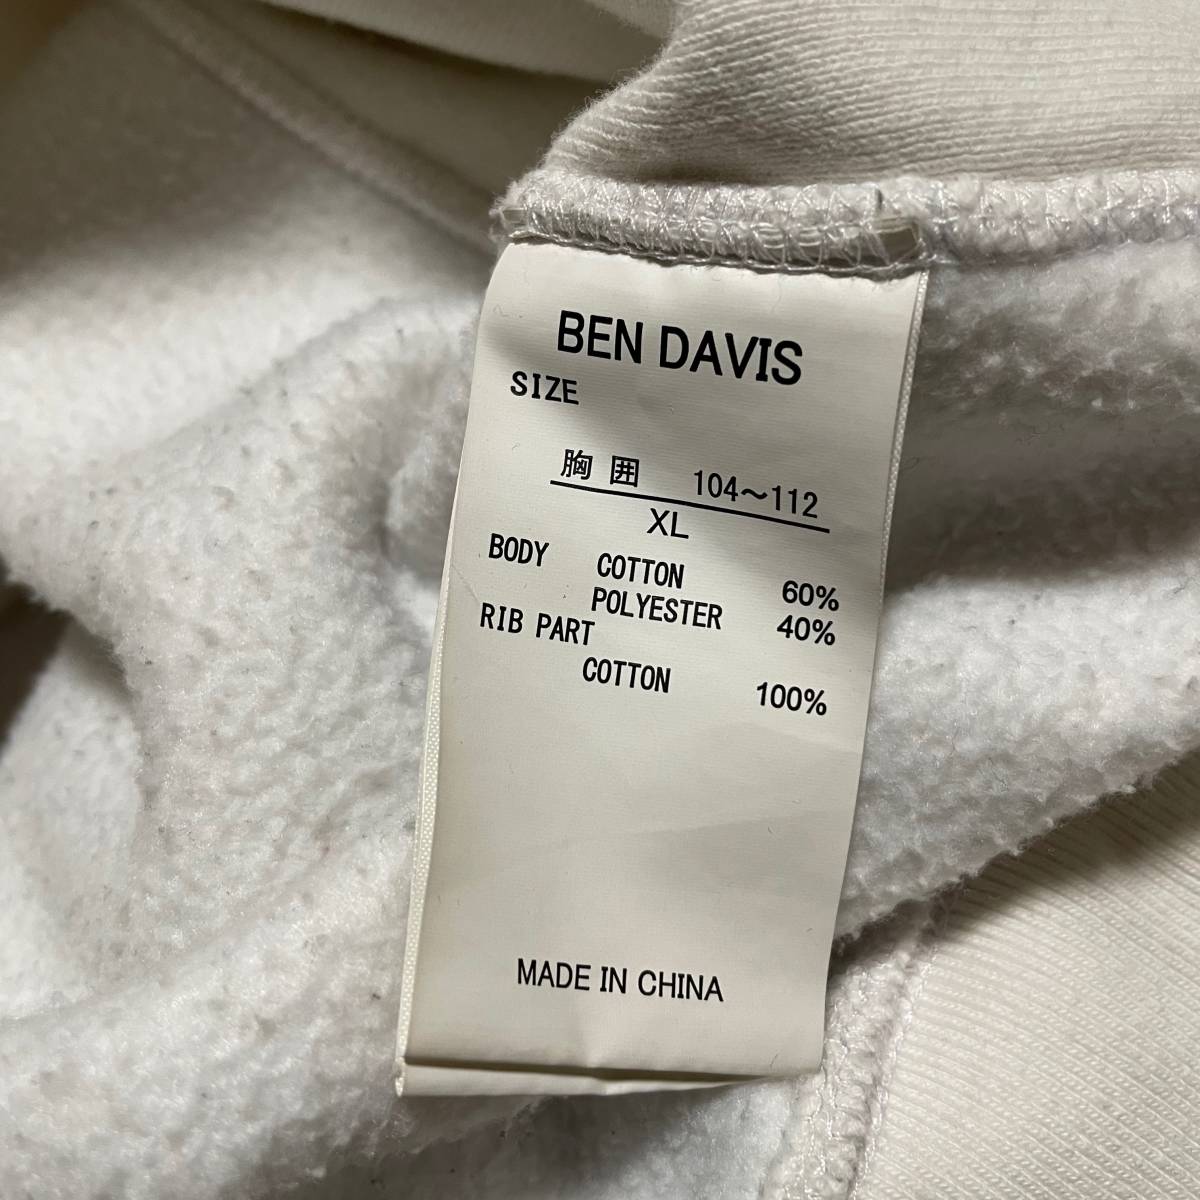 BEN DAVIS
SIZE
胸囲 104～112
XL
BODY COTTON 60%
POLYESTER 40%
RIB PART
COTTON 100%
MADE IN CHINA